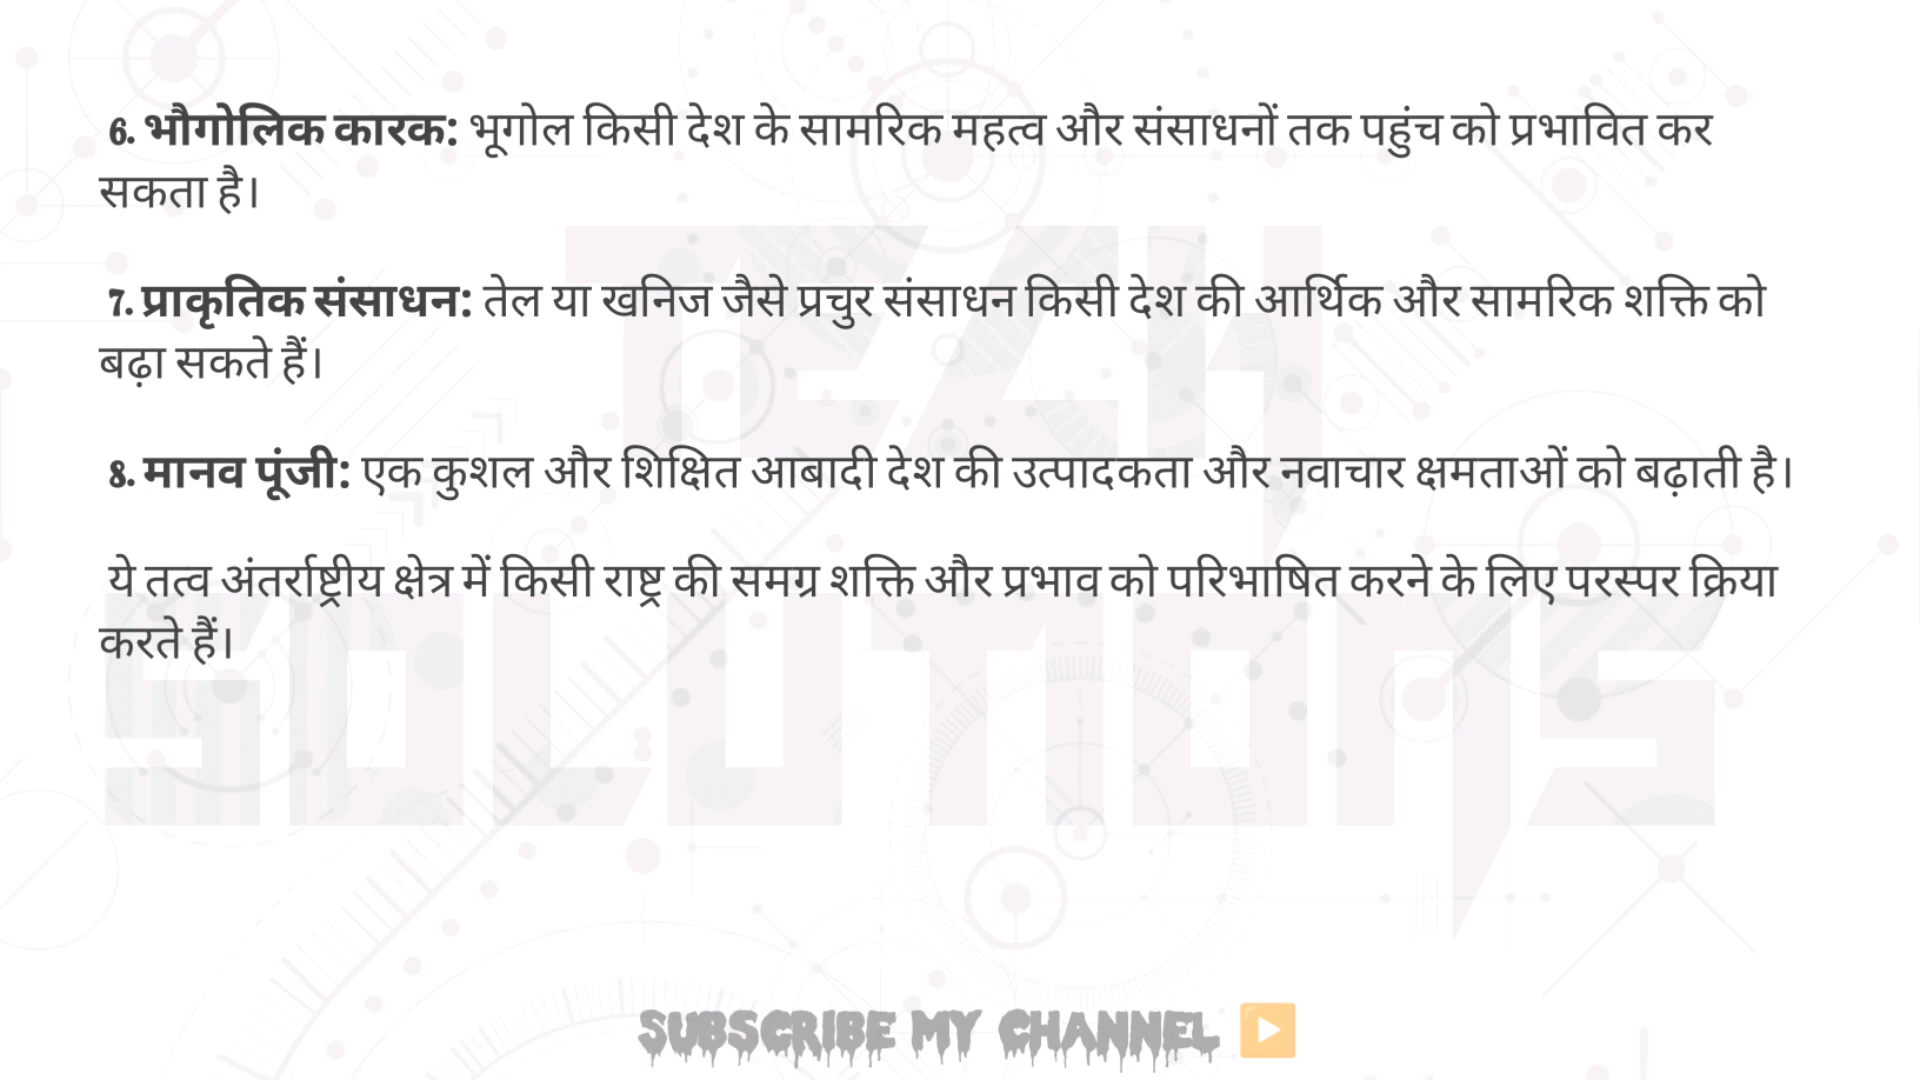 6. भौगोलिक कारक: भूगोल किसी देश के सामरिक महत्व और संसाधनों तक पहुंच को प्रभावित कर
सकता है।
7. प्राकृतिक संसाधन: तेल या खनिज जैसे प्रचुर संसाधन किसी देश की आर्थिक और सामरिक शक्ति को
बढ़ा सकते हैं।
8. मानव पूंजी: एक कुशल और शिक्षित आबादी देश की उत्पादकता और नवाचार क्षमताओं को बढ़ाती है।
ये तत्व अंतर्राष्ट्रीय क्षेत्र में किसी राष्ट्र की समग्र शक्ति और प्रभाव को परिभाषित करने के लिए परस्पर क्रिया
करते हैं।
TECH
SOLUTIONS
SUBSCRIBE MY CHANNEL